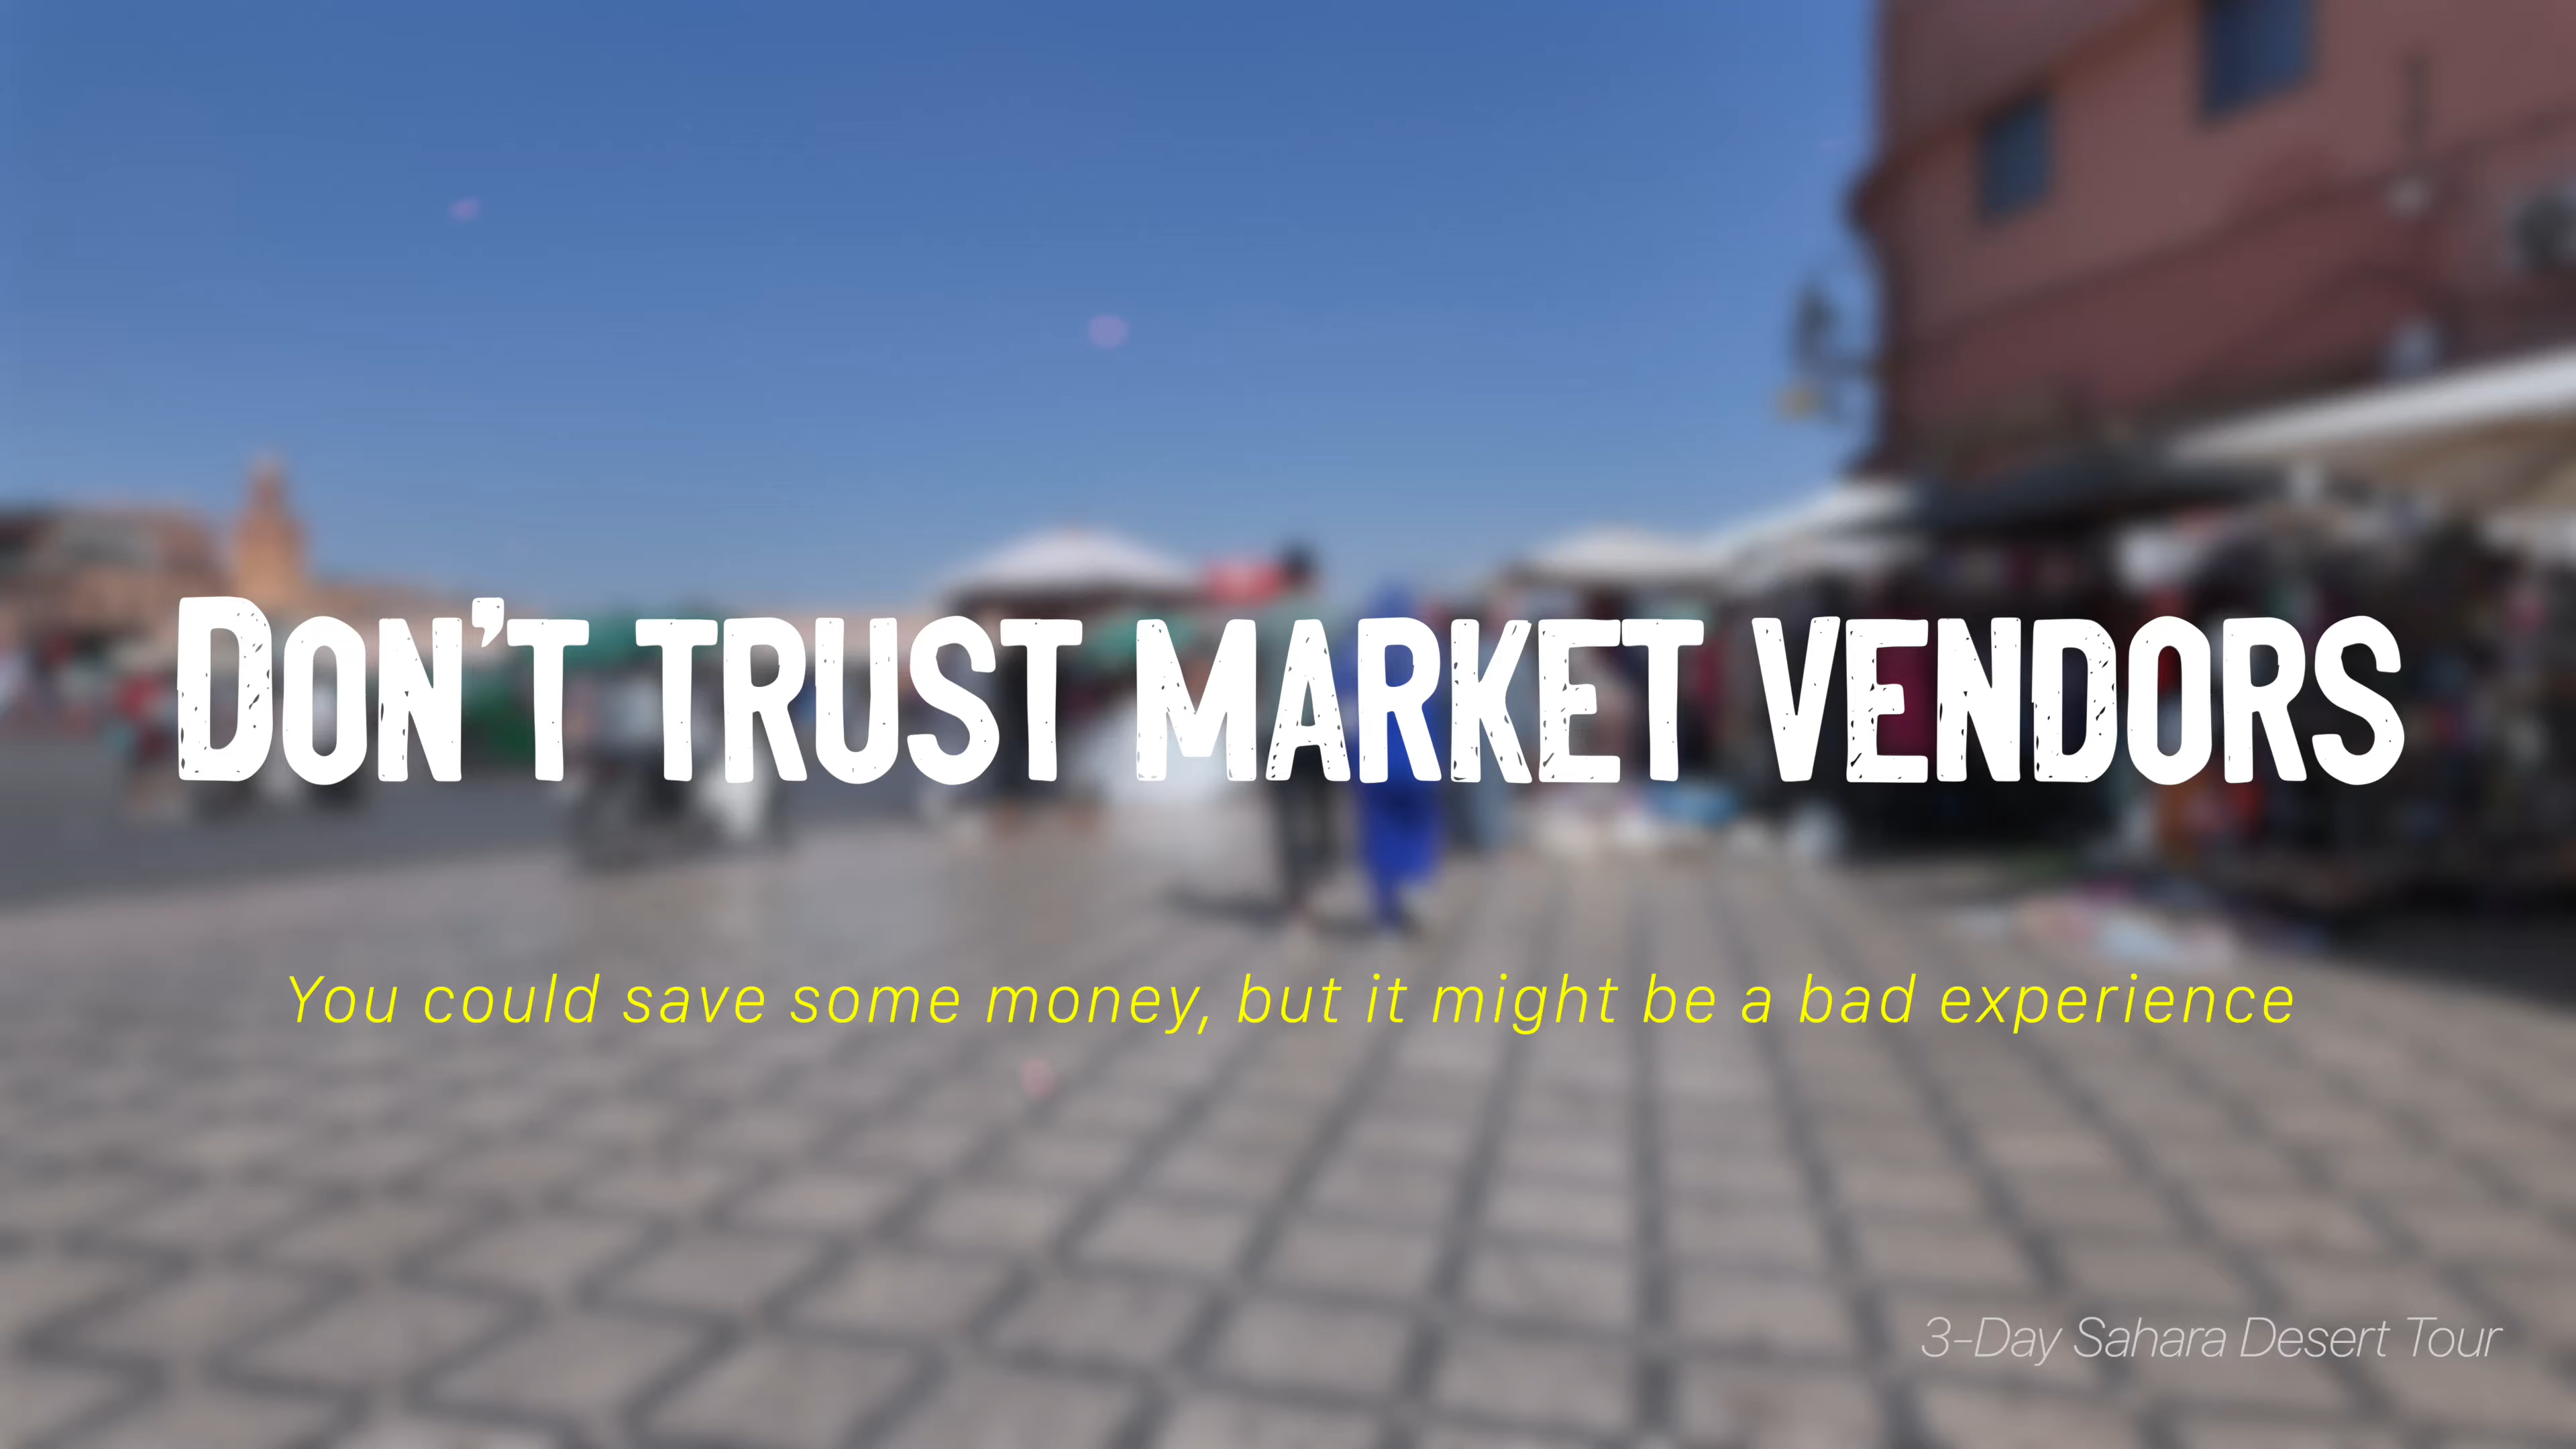 Don't trust market vendors
You could save some money, but it might be a bad experience
3-Day Sahara Desert Tour